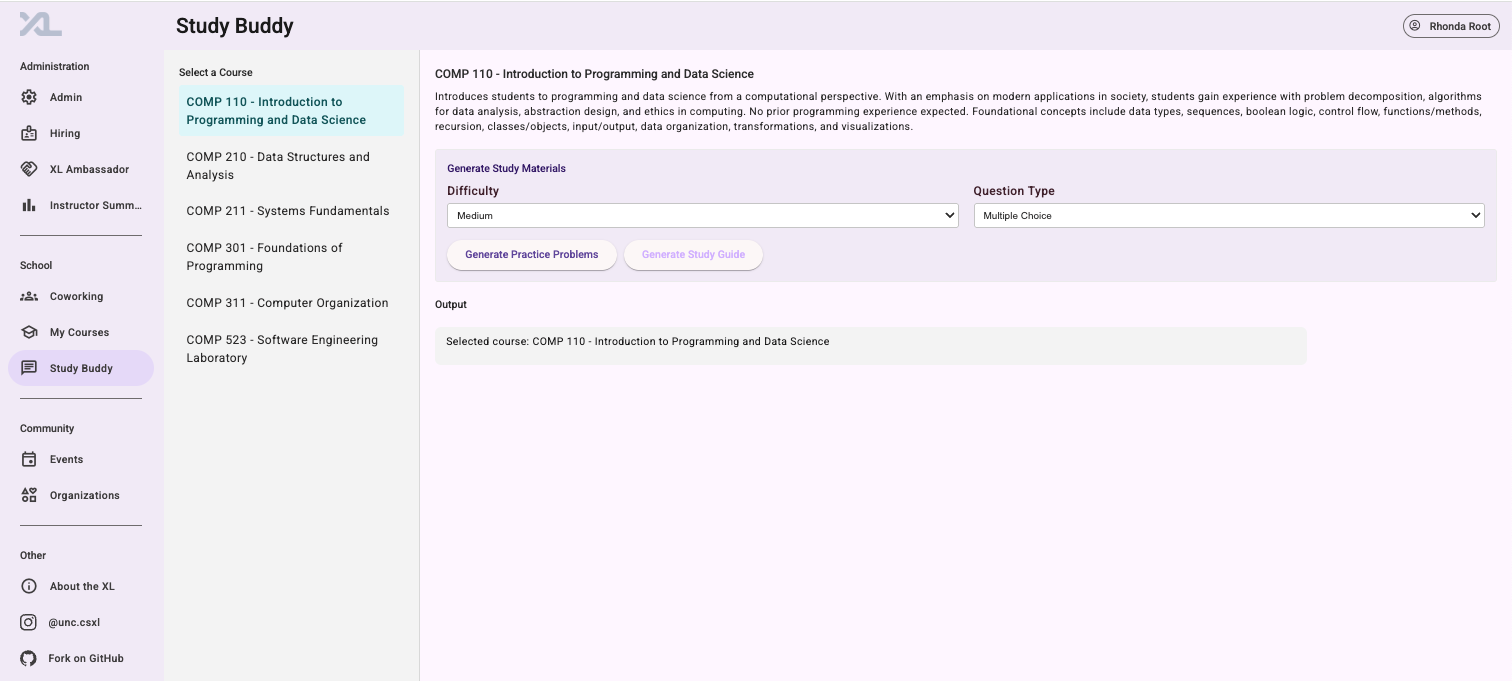 XL
Study Buddy
Rhonda Root
Administration
Admin
Hiring
XL Ambassador
Instructor Summ…
School
Coworking
My Courses
Study Buddy
Community
Events
Organizations
Other
About the XL
@unc.csxl
Fork on GitHub
Select a Course
COMP 110 - Introduction to
Programming and Data Science
COMP 210 - Data Structures and
Analysis
COMP 211 - Systems Fundamentals
COMP 301 - Foundations of
Programming
COMP 311 - Computer Organization
COMP 523 - Software Engineering
Laboratory
COMP 110 - Introduction to Programming and Data Science
Introduces students to programming and data science from a computational perspective. With an emphasis on modern applications in society, students gain experience with problem decomposition, algorithms
for data analysis, abstraction design, and ethics in computing. No prior programming experience expected. Foundational concepts include data types, sequences, boolean logic, control flow, functions/methods,
recursion, classes/objects, input/output, data organization, transformations, and visualizations.
Generate Study Materials
Difficulty
Medium
Question Type
Multiple Choice
Generate Practice Problems
Generate Study Guide
Output
Selected course: COMP 110 - Introduction to Programming and Data Science